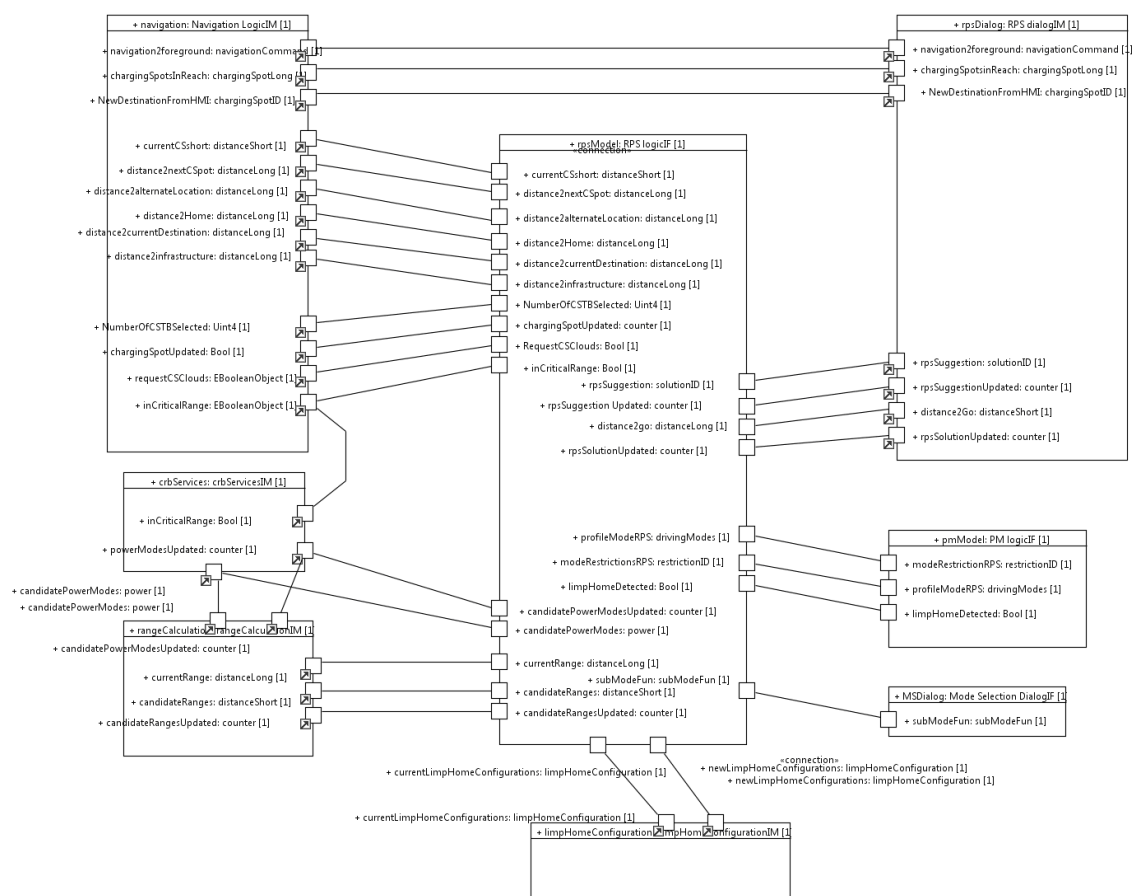 + navigation: Navigation LogicIM [1]
+ navigation2foreground: navigationCommand [1]
+ chargingSpotsInReach: chargingSpotLong [1]
+ NewDestinationFromHMI: chargingSpotID [1]
+ currentCSshort: distanceShort [1]
+ distance2nextCSpot: distanceLong [1]
+ distance2alternateLocation: distanceLong [1]
+ distance2Home: distanceLong [1]
+ distance2currentDestination: distanceLong [1]
+ distance2infrastructure: distanceLong [1]
+ NumberOfCSTBSelected: Uint4 [1]
+ chargingSpotUpdated: Bool [1]
+ requestCSClouds: EBooleanObject [1]
+ inCriticalRange: EBooleanObject [1]
+ crbServices: crbServicesIM [1]
+ inCriticalRange: Bool [1]
+ powerModesUpdated: counter [1]
+ candidatePowerModes: power [1]
+ candidatePowerModes: power [1]
+ rangeCalculation: rangeCalculationIM [1]
+ candidatePowerModesUpdated: counter [1]
+ currentRange: distanceLong [1]
+ candidateRanges: distanceShort [1]
+ candidateRangesUpdated: counter [1]
+ rpsModel: RPS logicIF [1]
«connection»
+ currentCSshort: distanceShort [1]
+ distance2nextCSpot: distanceLong [1]
+ distance2alternateLocation: distanceLong [1]
+ distance2Home: distanceLong [1]
+ distance2currentDestination: distanceLong [1]
+ distance2infrastructure: distanceLong [1]
+ NumberOfCSTBSelected: Uint4 [1]
+ chargingSpotUpdated: counter [1]
+ RequestCSClouds: Bool [1]
+ inCriticalRange: Bool [1]
+ rpsSuggestion: solutionID [1]
+ rpsSuggestion Updated: counter [1]
+ distance2go: distanceLong [1]
+ rpsSolutionUpdated: counter [1]
+ profileModeRPS: drivingModes [1]
+ modeRestrictionsRPS: restrictionID [1]
+ limpHomeDetected: Bool [1]
+ candidatePowerModesUpdated: counter [1]
+ candidatePowerModes: power [1]
+ currentRange: distanceLong [1]
+ subModeFun: subModeFun [1]
+ candidateRanges: distanceShort [1]
+ candidateRangesUpdated: counter [1]
+ rpsDialog: RPS dialogIM [1]
+ navigation2foreground: navigationCommand [1]
+ chargingSpotsinReach: chargingSpotLong [1]
+ NewDestinationFromHMI: chargingSpotID [1]
+ rpsSuggestion: solutionID [1]
+ rpsSuggestionUpdated: counter [1]
+ distance2Go: distanceShort [1]
+ rpsSolutionUpdated: counter [1]
+ pmModel: PM logicIF [1]
+ modeRestrictionRPS: restrictionID [1]
+ profileModeRPS: drivingModes [1]
+ limpHomeDetected: Bool [1]
+ MSDialog: Mode Selection DialogIF [1]
+ subModeFun: subModeFun [1]
«connection»
+ currentLimpHomeConfigurations: limpHomeConfiguration [1]
+ newLimpHomeConfigurations: limpHomeConfiguration [1]
+ newLimpHomeConfigurations: limpHomeConfiguration [1]
+ currentLimpHomeConfigurations: limpHomeConfiguration [1]
+ limpHomeConfiguration: limpHomeConfigurationIM [1]